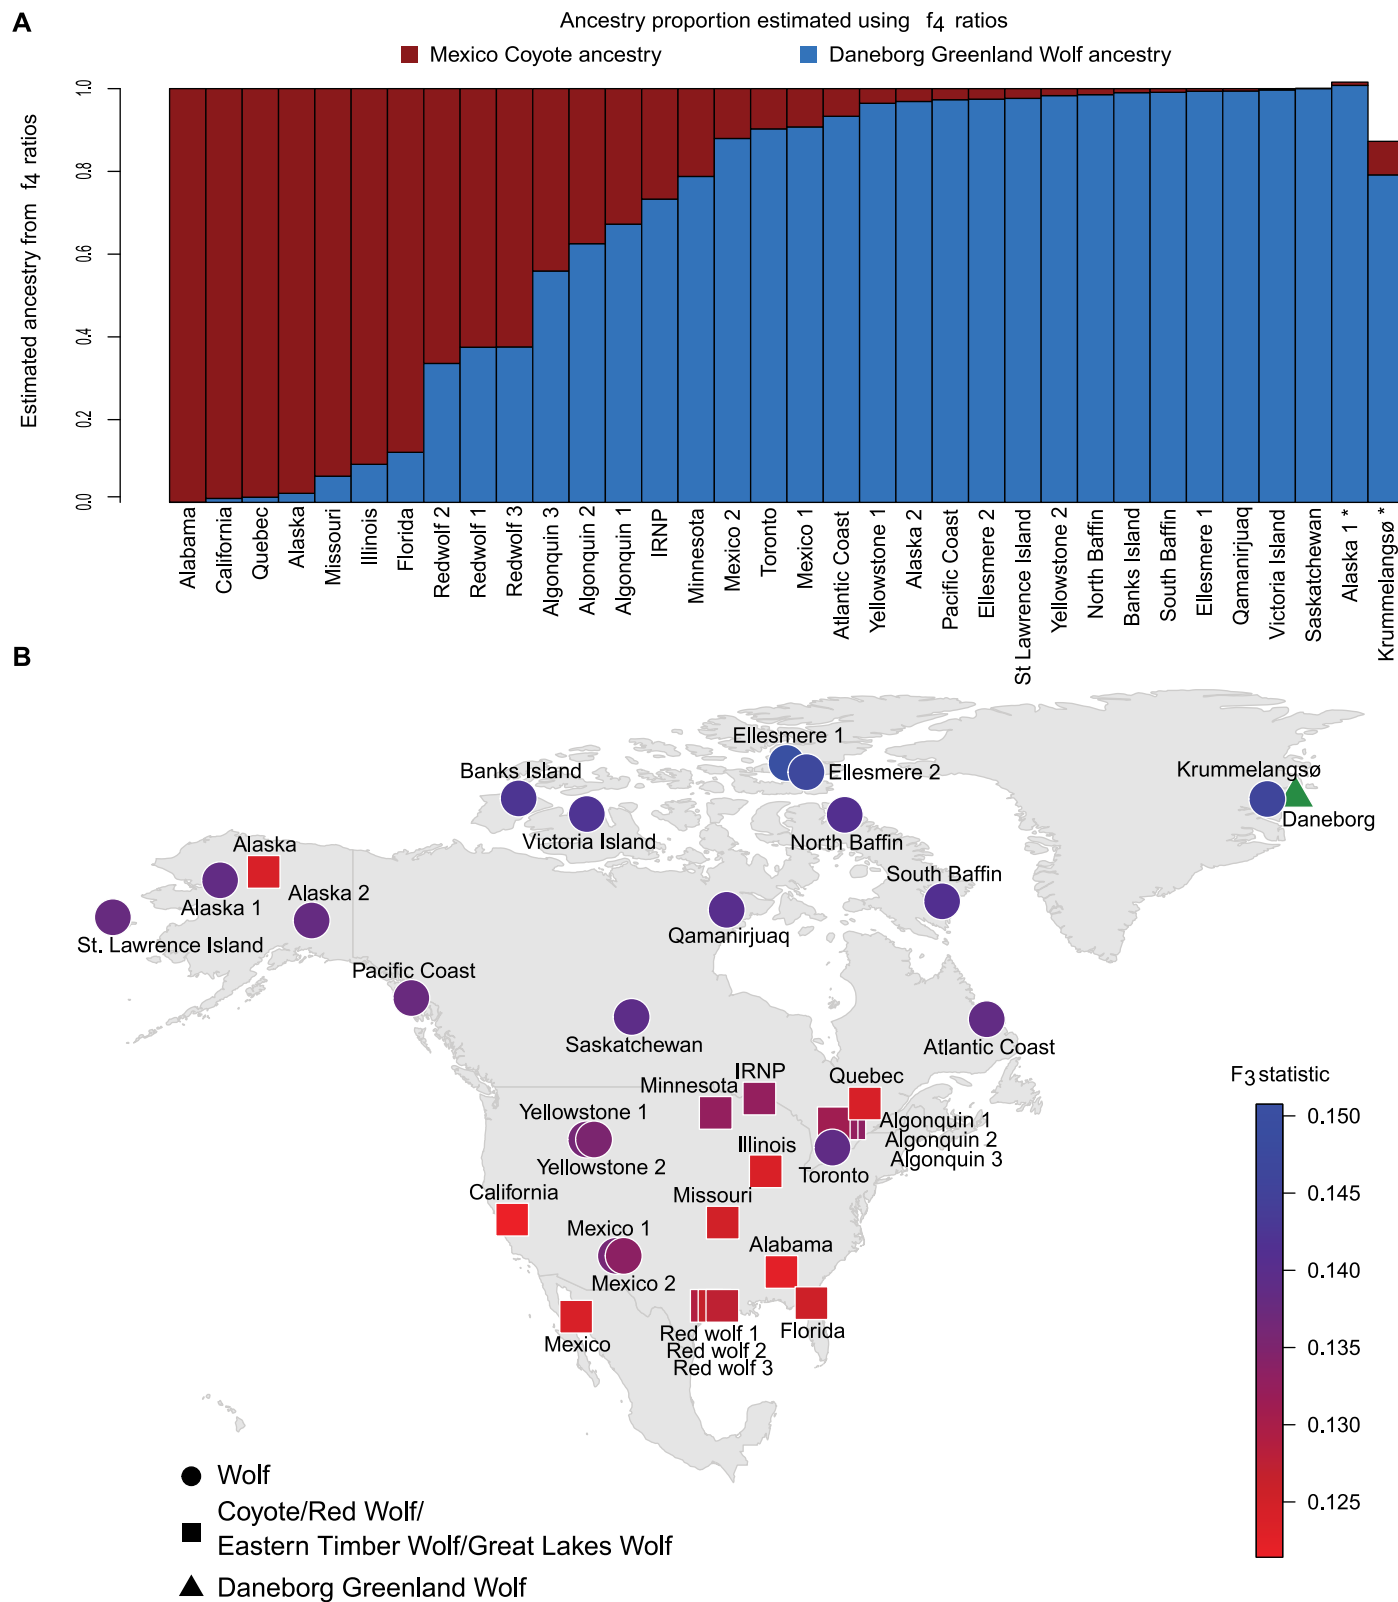 A
Ancestry proportion estimated using f4 ratios
Mexico Coyote ancestry
Daneborg Greenland Wolf ancestry
Estimated ancestry from f4 ratios
1.0
0.8
0.6
0.4
0.2
0.0
Alabama
California
Quebec
Alaska
Missouri
Illinois
Florida
Redwolf 2
Redwolf 1
Redwolf 3
Algonquin 3
Algonquin 2
Algonquin 1
IRNP
Minnesota
Mexico 2
Toronto
Mexico 1
Atlantic Coast
Yellowstone 1
Alaska 2
Pacific Coast
Ellesmere 2
St Lawrence Island
Yellowstone 2
North Baffin
Banks Island
South Baffin
Ellesmere 1
Qamanirjuaq
Victoria Island
Saskatchewan
Alaska 1 *
Krummelangsø *
B
Ellesmere 1
Ellesmere 2
Banks Island
Krummelangsø
Daneborg
Victoria Island
North Baffin
Alaska
South Baffin
Alaska 2
Alaska 1
St. Lawrence Island
Qamanirjuaq
Pacific Coast
Saskatchewan
Atlantic Coast
IRNP
Quebec
Minnesota
Yellowstone 1
Algonquin 1
Algonquin 2
Algonquin 3
Illinois
Yellowstone 2
Toronto
California
Missouri
Mexico 1
Alabama
Mexico 2
Florida
Red wolf 1
Red wolf 2
Red wolf 3
Mexico
F3 statistic
0.150
0.145
0.140
0.135
0.130
0.125
Wolf
Coyote/Red Wolf/
Eastern Timber Wolf/Great Lakes Wolf
Daneborg Greenland Wolf